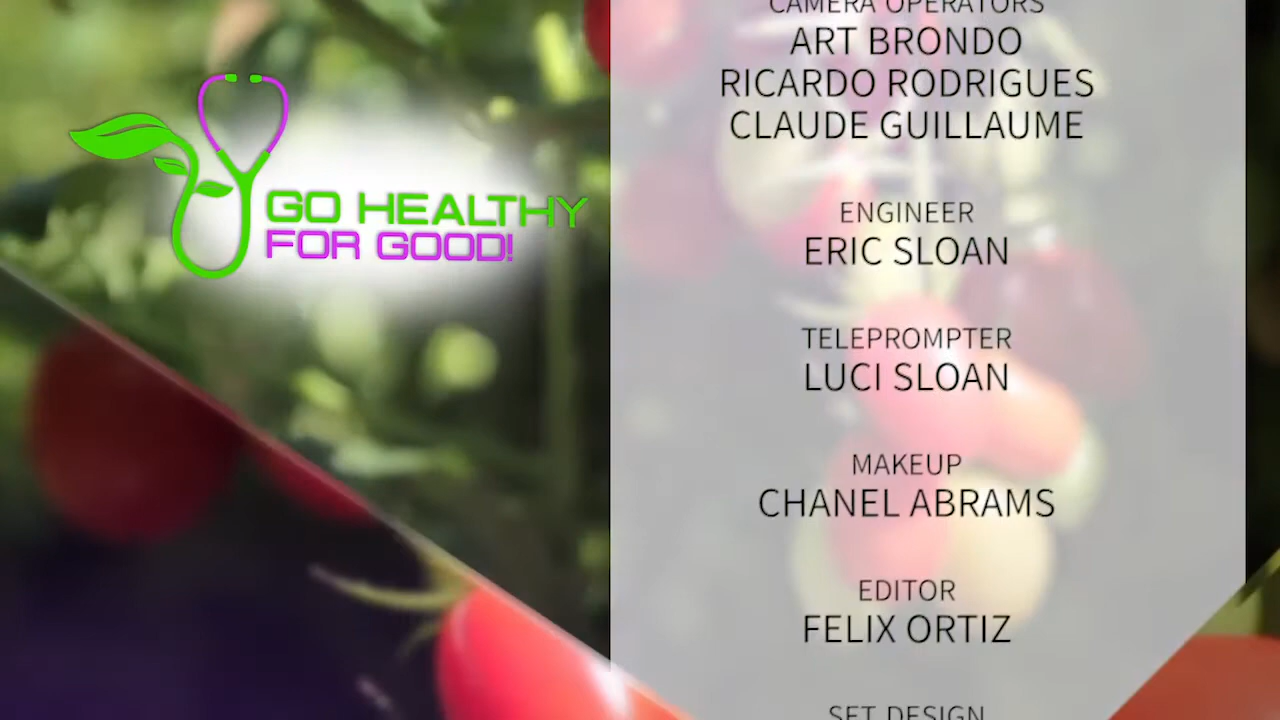 GO HEALTHY
FOR GOOD!
CAMERA OPERATORS
ART BRONDO
RICARDO RODRIGUES
CLAUDE GUILLAUME
ENGINEER
ERIC SLOAN
TELEPROMPTER
LUCI SLOAN
MAKEUP
CHANEL ABRAMS
EDITOR
FELIX ORTIZ
SET DESIGN